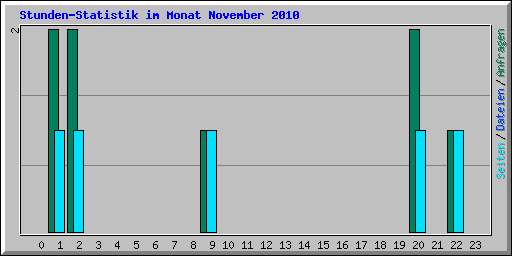 Stunden-Statistik im Monat November 2010
2
Seiten/Dateien/Anfragen
0 1 2 3 4 5 6 7 8 9 10 11 12 13 14 15 16 17 18 19 20 21 22 23